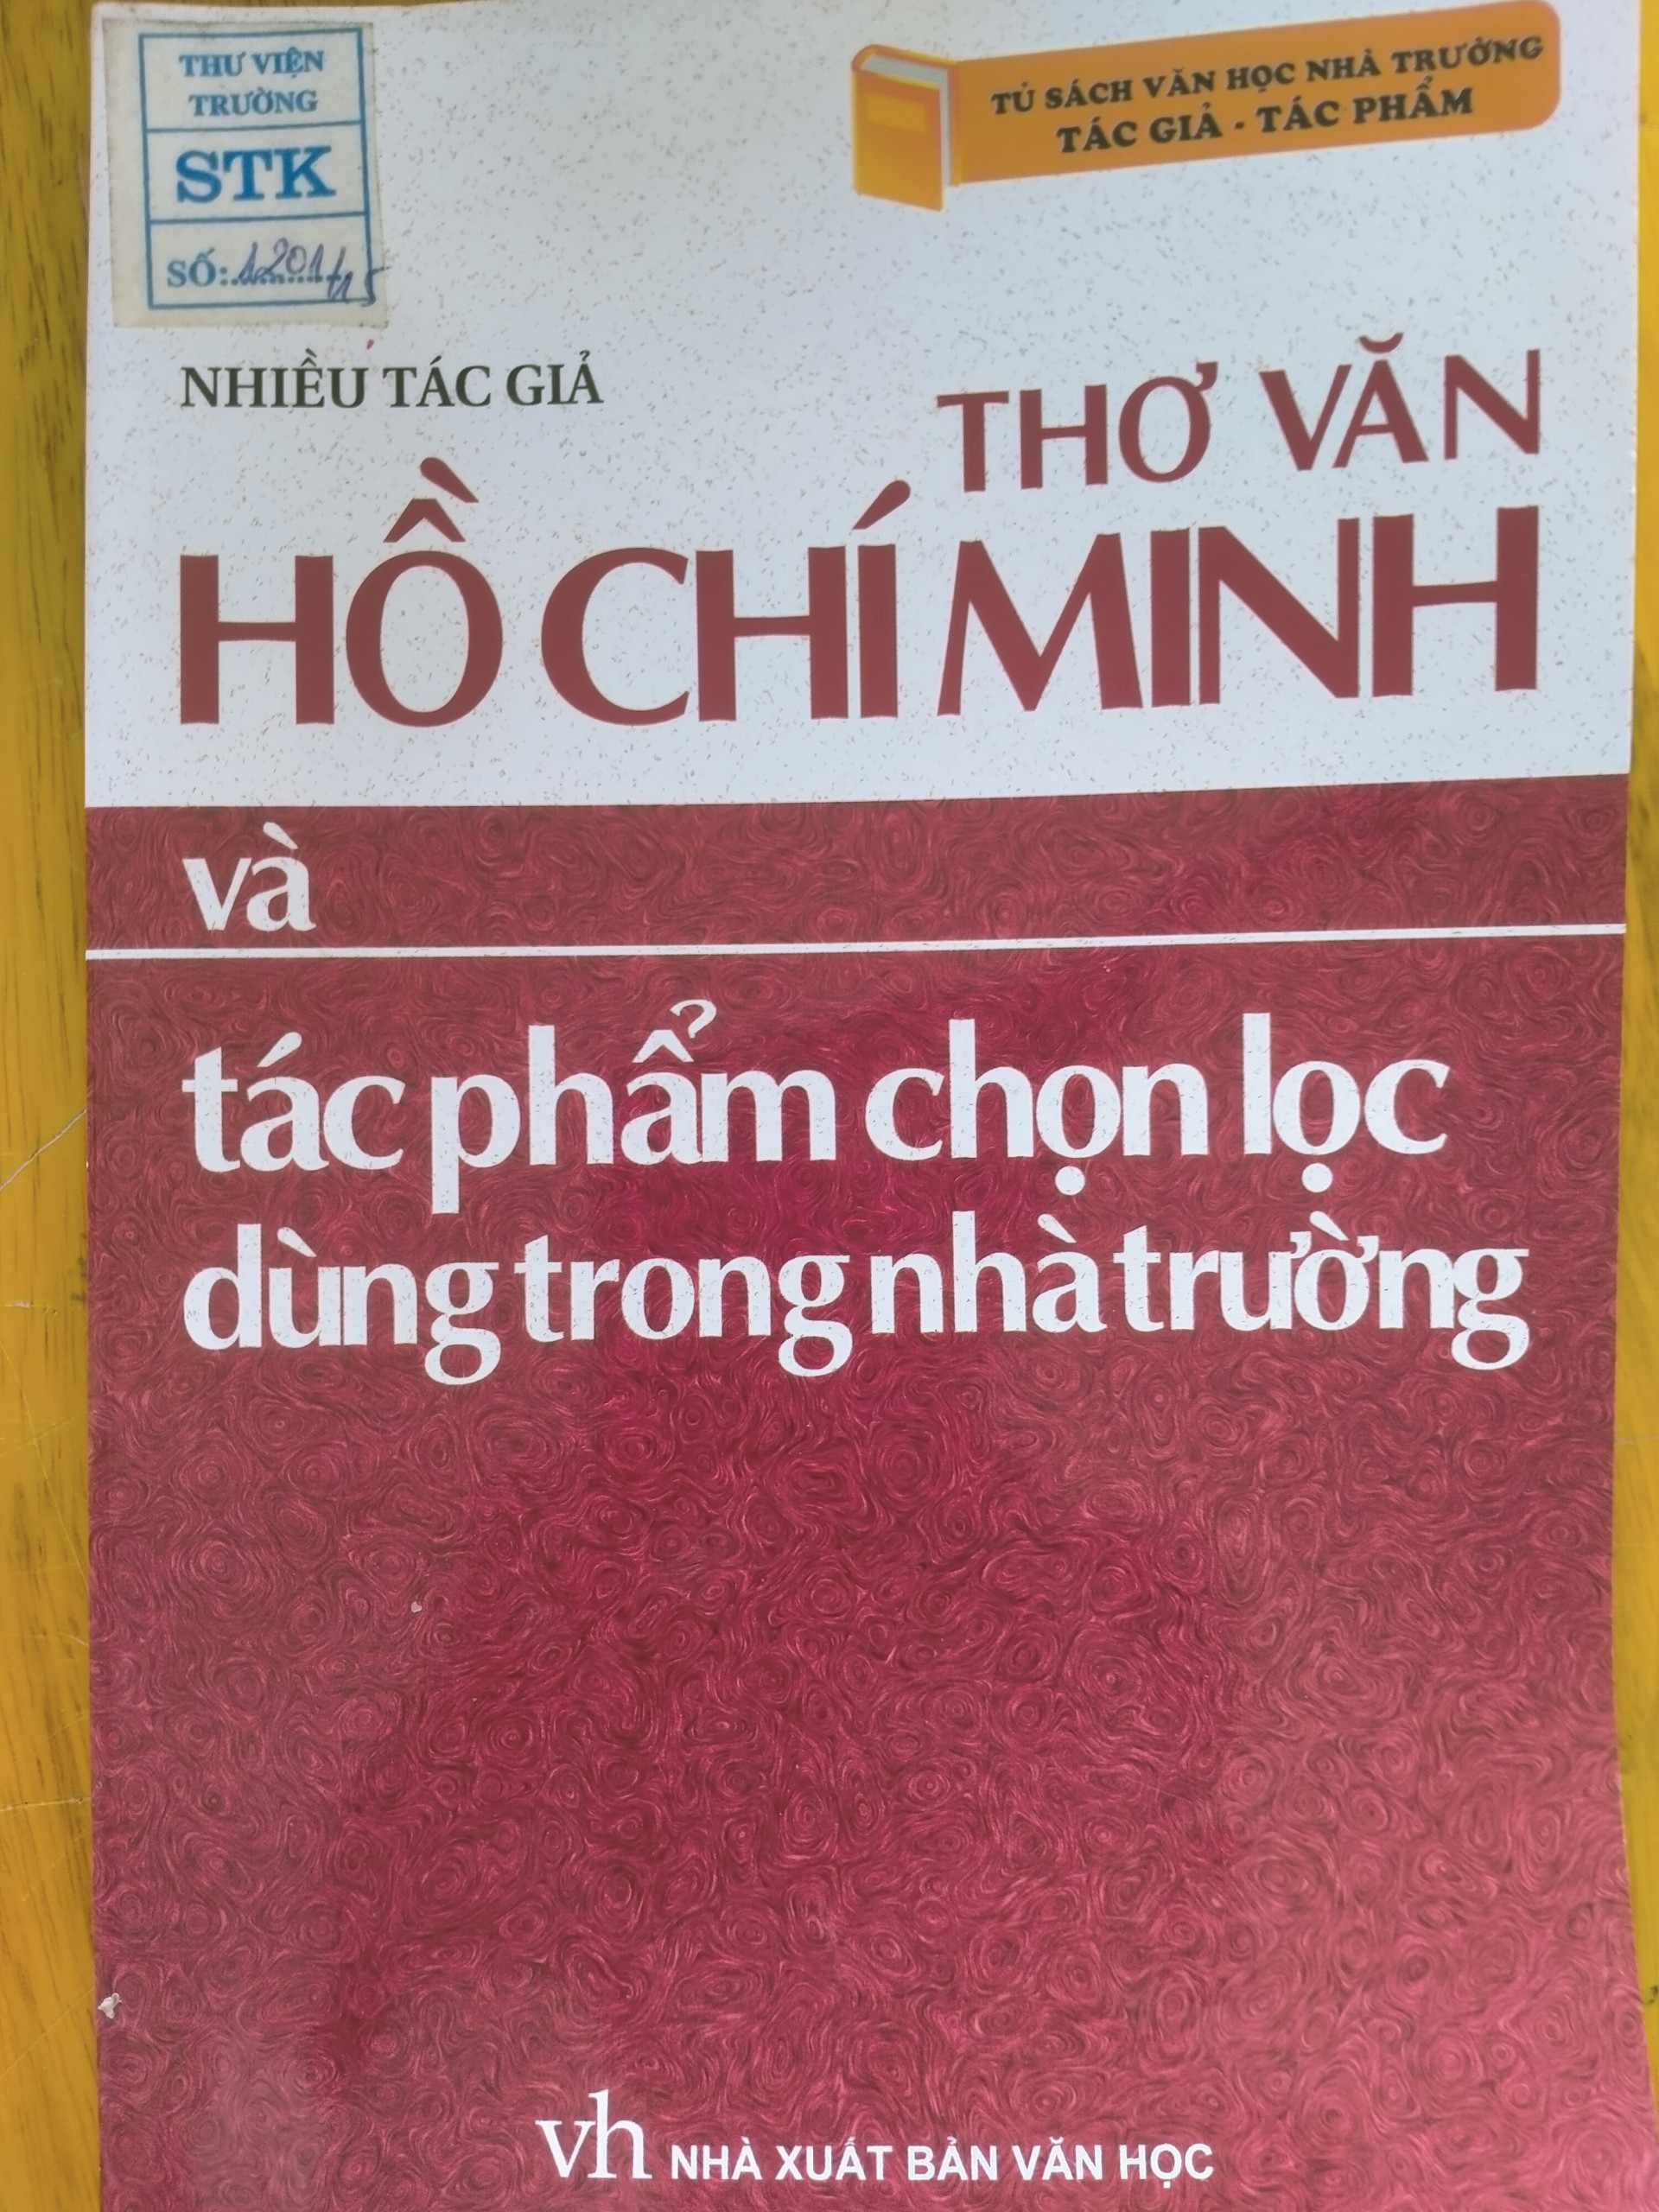 THƯ VIỆN
TRƯỜNG
STK
SỐ:
TỦ SÁCH VĂN HỌC NHÀ TRƯỜNG
TÁC GIẢ - TÁC PHẨM
NHIỀU TÁC GIẢ
THƠ VĂN
HỒ CHÍ MINH
và
tác phẩm chọn lọc
dùng trong nhà trường
vh NHÀ XUẤT BẢN VĂN HỌC